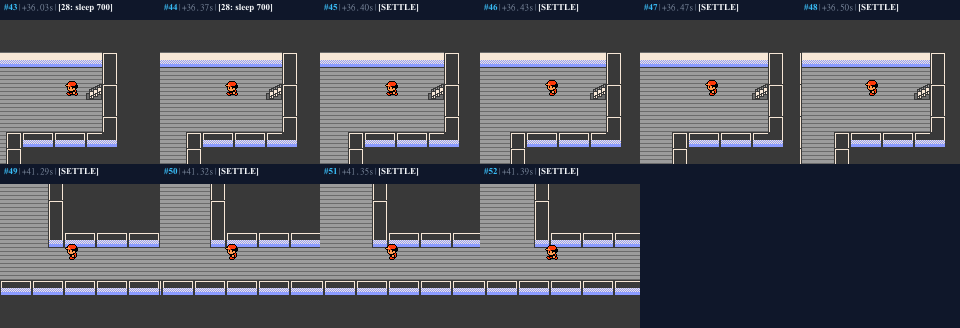 #43|+36.03s|[28: sleep 700]
#44|+36.37s|[28: sleep 700]
#45|+36.40s|[SETTLE]
#46|+36.43s|[SETTLE]
#47|+36.47s|[SETTLE]
#48|+36.50s|[SETTLE]
#49|+41.29s|[SETTLE]
#50|+41.32s|[SETTLE]
#51|+41.35s|[SETTLE]
#52|+41.39s|[SETTLE]